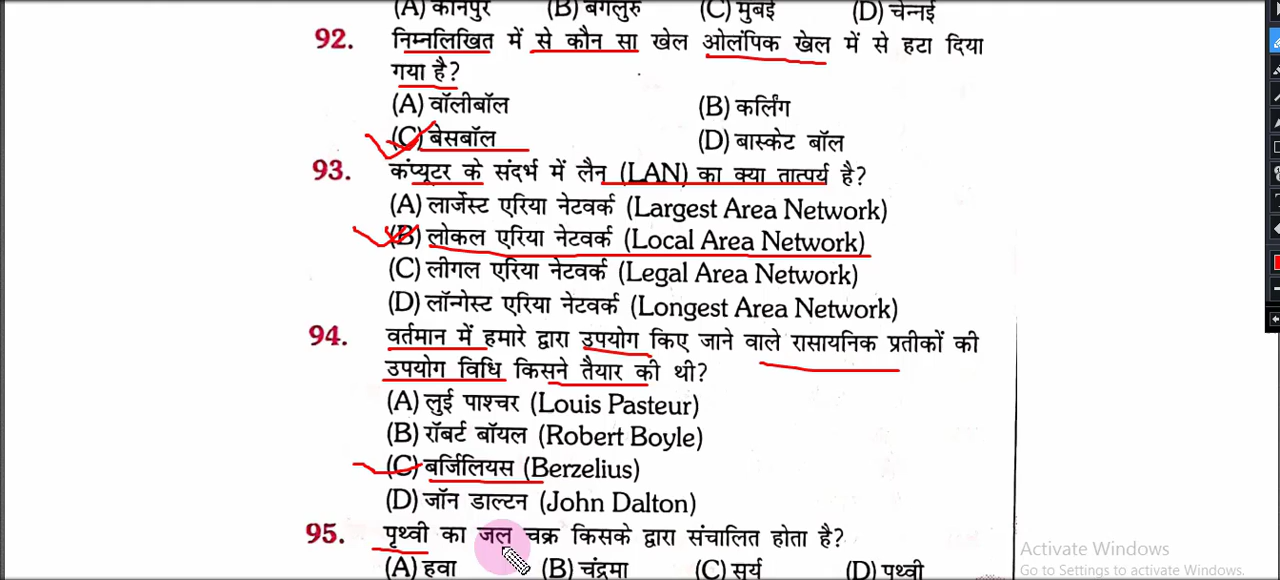 (A) कानपुर (B) बंगलुरु (C) मुंबई (D) चेन्नई
92. निम्नलिखित में से कौन सा खेल ओलंपिक खेल में से हटा दिया
गया है?
(A) वॉलीबॉल (B) कर्लिंग
(C) बेसबॉल (D) बास्केट बॉल
93. कंप्यूटर के संदर्भ में लैन (LAN) का क्या तात्पर्य है?
(A) लार्जेस्ट एरिया नेटवर्क (Largest Area Network)
(B) लोकल एरिया नेटवर्क (Local Area Network)
(C) लीगल एरिया नेटवर्क (Legal Area Network)
(D) लॉन्गेस्ट एरिया नेटवर्क (Longest Area Network)
94. वर्तमान में हमारे द्वारा उपयोग किए जाने वाले रासायनिक प्रतीकों की
उपयोग विधि किसने तैयार की थी?
(A) लुई पाश्चर (Louis Pasteur)
(B) रॉबर्ट बॉयल (Robert Boyle)
(C) बर्जिलियस (Berzelius)
(D) जॉन डाल्टन (John Dalton)
95. पृथ्वी का जल चक्र किसके द्वारा संचालित होता है?
(A) हवा (B) चंद्रमा (C) सूर्य (D) पृथ्वी
Activate Windows
Go to Settings to activate Windows.